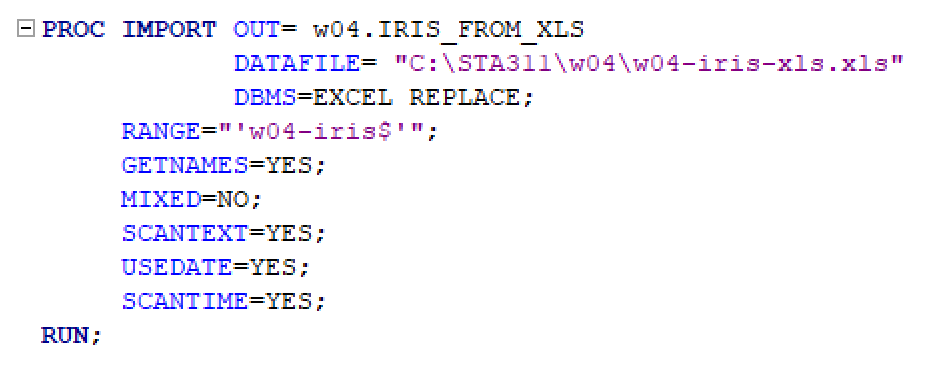 PROC IMPORT OUT= w04.IRIS_FROM_XLS
DATAFILE= "C:\STA311\w04\w04-iris-xls.xls"
DBMS=EXCEL REPLACE;
RANGE="'w04-iris$'";
GETNAMES=YES;
MIXED=NO;
SCANTEXT=YES;
USEDATE=YES;
SCANTIME=YES;
RUN;